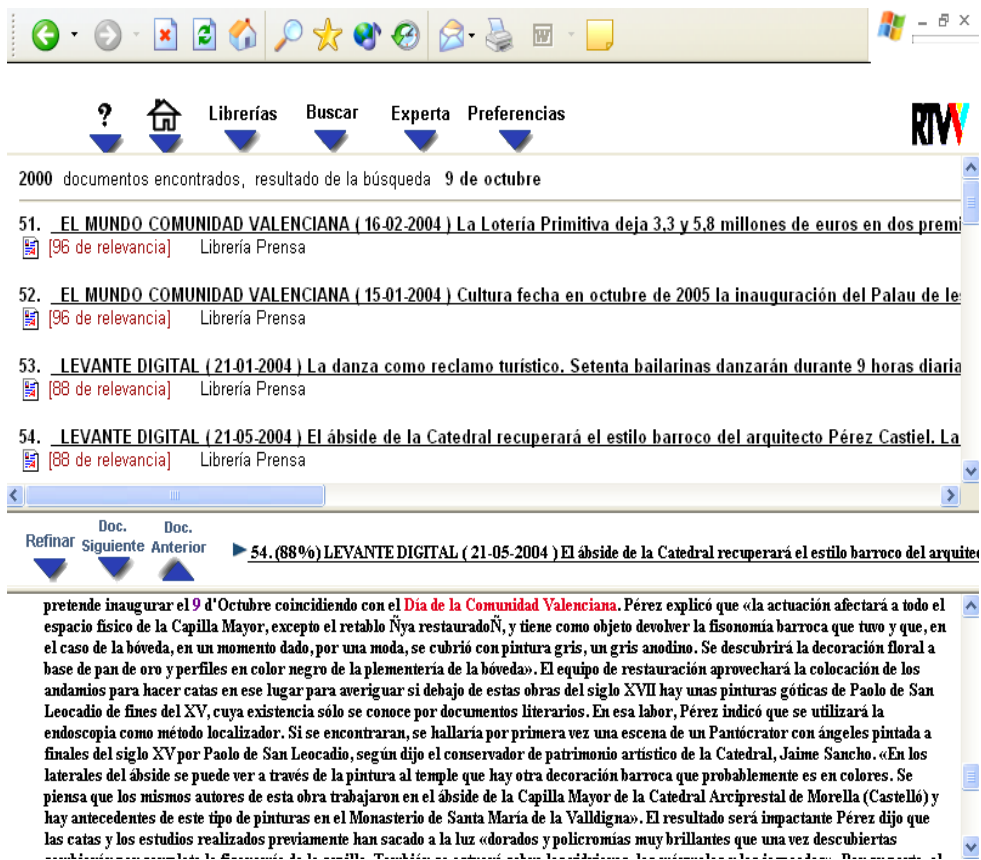 ? Librerías Buscar Experta Preferencias
RTVV
2000 documentos encontrados, resultado de la búsqueda 9 de octubre
51. EL MUNDO COMUNIDAD VALENCIANA ( 16-02-2004 ) La Lotería Primitiva deja 3,3 y 5,8 millones de euros en dos premi
[96 de relevancia] Librería Prensa
52. EL MUNDO COMUNIDAD VALENCIANA ( 15-01-2004 ) Cultura fecha en octubre de 2005 la inauguración del Palau de le
[96 de relevancia] Librería Prensa
53. LEVANTE DIGITAL ( 21-01-2004 ) La danza como reclamo turístico. Setenta bailarinas danzarán durante 9 horas diaria
[88 de relevancia] Librería Prensa
54. LEVANTE DIGITAL ( 21-05-2004 ) El ábside de la Catedral recuperará el estilo barroco del arquitecto Pérez Castiel. La
[88 de relevancia] Librería Prensa
Refinar Doc. Siguiente Doc. Anterior
54. (88%) LEVANTE DIGITAL ( 21-05-2004 ) El ábside de la Catedral recuperará el estilo barroco del arquite
pretende inaugurar el 9 d'Octubre coincidiendo con el Día de la Comunidad Valenciana. Pérez explicó que «la actuación afectará a todo el
espacio físico de la Capilla Mayor, excepto el retablo Ñya restauradoÑ, y tiene como objeto devolver la fisonomía barroca que tuvo y que, en
el caso de la bóveda, en un momento dado, por una moda, se cubrió con pintura gris, un gris anodino. Se descubrirá la decoración floral a
base de pan de oro y perfiles en color negro de la plementería de la bóveda». El equipo de restauración aprovechará la colocación de los
andamios para hacer catas en ese lugar para averiguar si debajo de estas obras del siglo XVII hay unas pinturas góticas de Paolo de San
Leocadio de fines del XV, cuya existencia sólo se conoce por documentos literarios. En esa labor, Pérez indicó que se utilizará la
endoscopia como método localizador. Si se encontraran, se hallaría por primera vez una escena de un Pantócrator con ángeles pintada a
finales del siglo XV por Paolo de San Leocadio, según dijo el conservador de patrimonio artístico de la Catedral, Jaime Sancho. «En los
laterales del ábside se puede ver a través de la pintura al temple que hay otra decoración barroca que probablemente es en colores. Se
piensa que los mismos autores de esta obra trabajaron en el ábside de la Capilla Mayor de la Catedral Arciprestal de Morella (Castelló) y
hay antecedentes de este tipo de pinturas en el Monasterio de Santa María de la Valldigna». El resultado será impactante Pérez dijo que
las catas y los estudios realizados previamente han sacado a la luz «dorados y policromías muy brillantes que una vez descubiertas